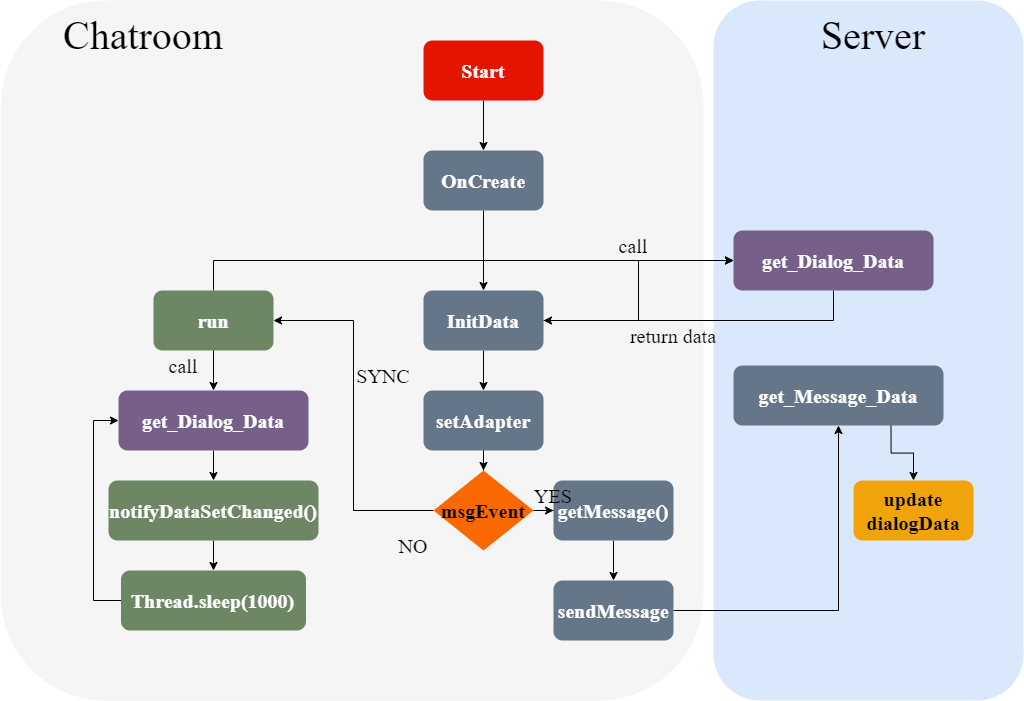 Chatroom
Server
Start
OnCreate
call
get_Dialog_Data
run
InitData
return data
call
SYNC
get_Message_Data
get_Dialog_Data
setAdapter
YES
update
dialogData
notifyDataSetChanged()
msgEvent
getMessage()
NO
Thread.sleep(1000)
sendMessage